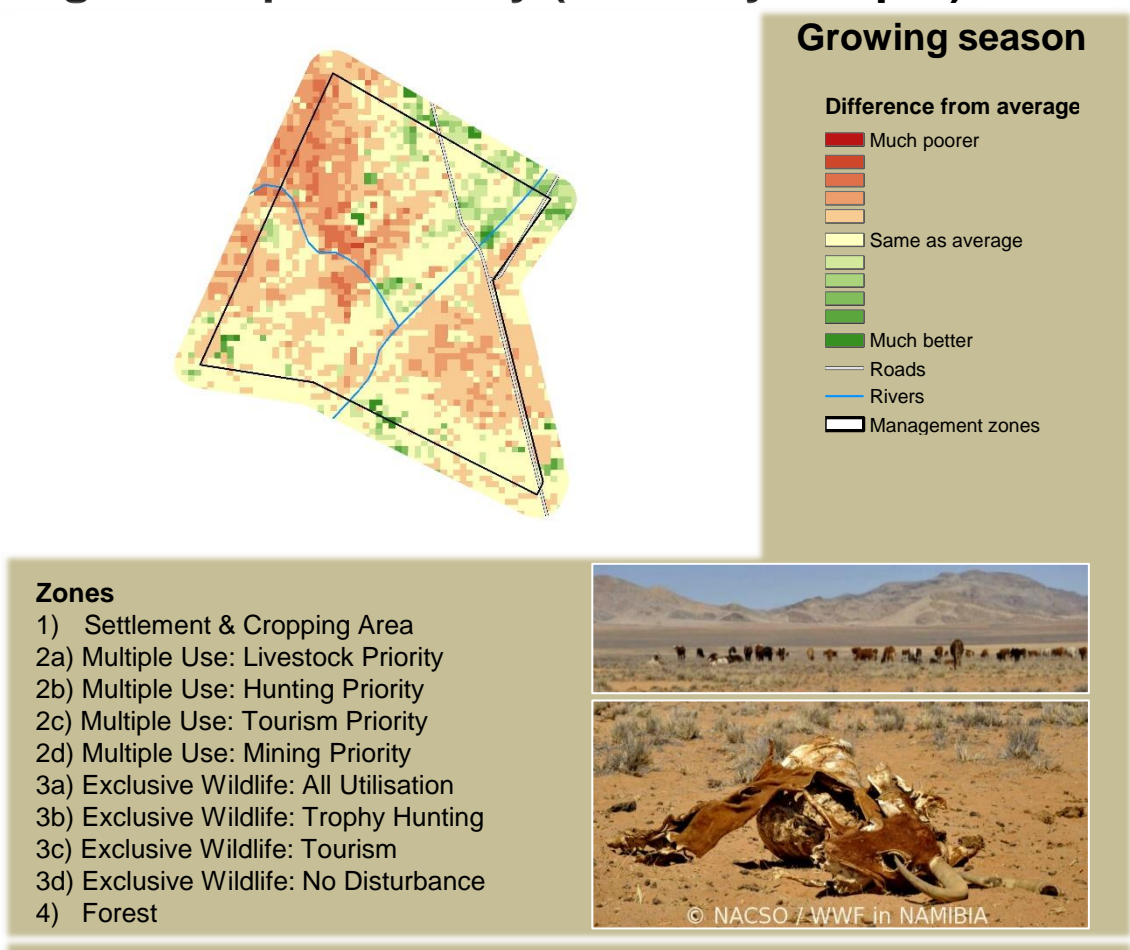 Growing season
Difference from average
Much poorer
Same as average
Much better
Roads
Rivers
Management zones
Zones
1) Settlement & Cropping Area
2a) Multiple Use: Livestock Priority
2b) Multiple Use: Hunting Priority
2c) Multiple Use: Tourism Priority
2d) Multiple Use: Mining Priority
3a) Exclusive Wildlife: All Utilisation
3b) Exclusive Wildlife: Trophy Hunting
3c) Exclusive Wildlife: Tourism
3d) Exclusive Wildlife: No Disturbance
4) Forest
© NACSO / WWF in NAMIBIA